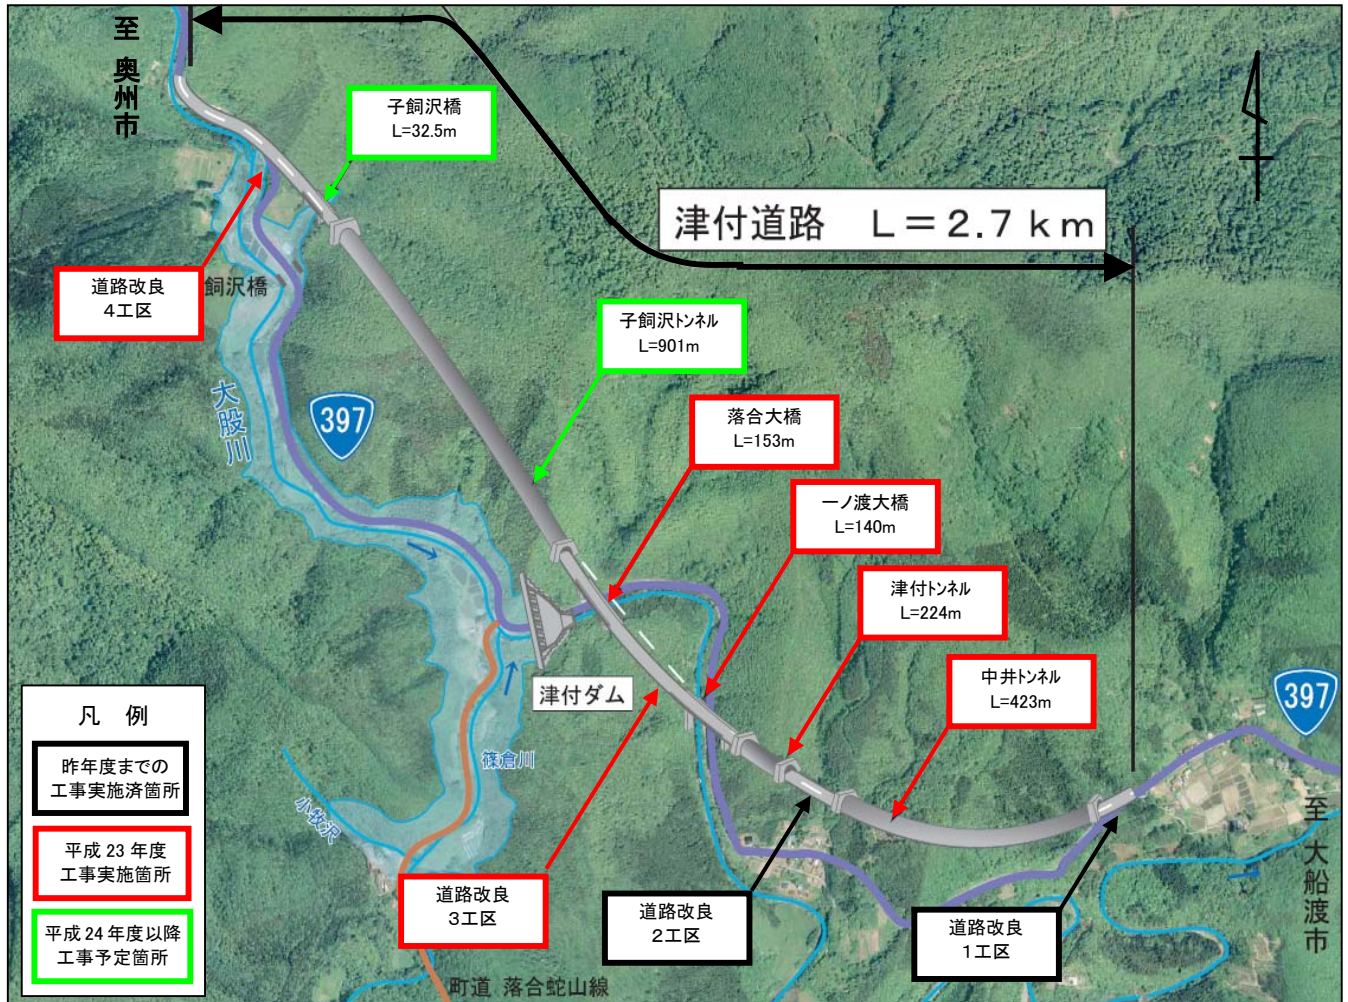 至 奥州市
子飼沢橋
L=32.5m
津付道路 L=2.7km
道路改良
4工区
飼沢橋
子飼沢トンネル
L=901m
大股川
397
落合大橋
L=153m
一ノ渡大橋
L=140m
津付トンネル
L=224m
中井トンネル
L=423m
津付ダム
397
篠倉川
小牧沢
至 大船渡市
凡 例
昨年度までの
工事実施済箇所
平成23年度
工事実施箇所
平成24年度以降
工事予定箇所
道路改良
3工区
道路改良
2工区
道路改良
1工区
町道 落合蛇山線